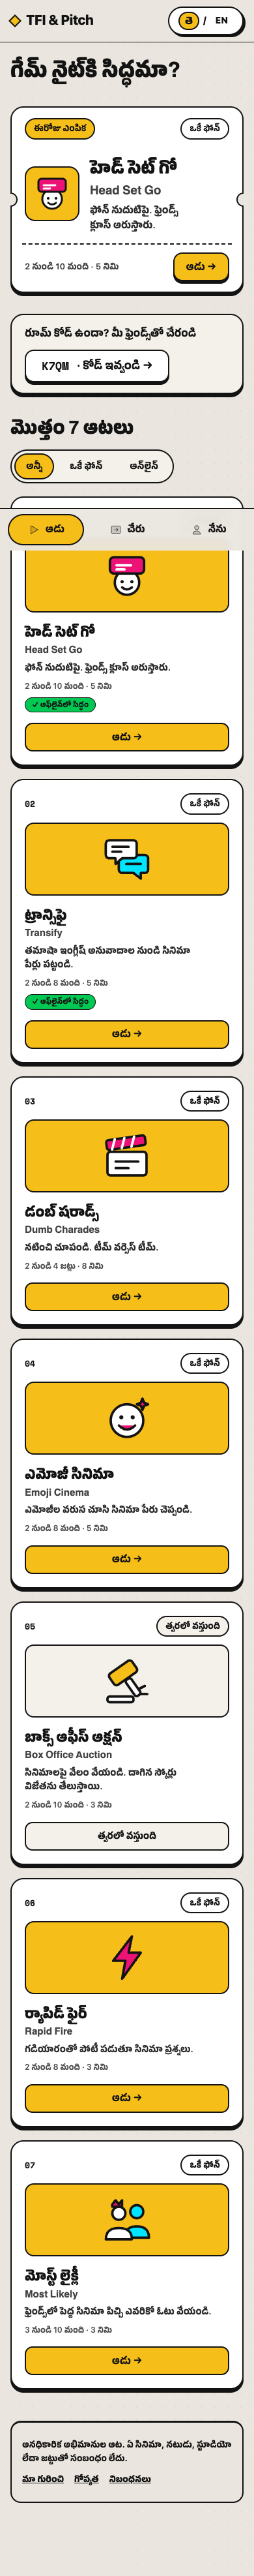 TFI & Pitch
తె / EN
గేమ్ నైట్‌కి సిద్ధమా?
ఈరోజు ఎంపిక
ఒకే ఫోన్
హెడ్ సెట్ గో
Head Set Go
ఫోన్ నుదుటిపై. ఫ్రెండ్స్
క్లూస్ అరుస్తారు.
2 నుండి 10 మంది · 5 నిమి
ఆడు →
రూమ్ కోడ్ ఉందా? మీ ఫ్రెండ్స్‌తో చేరండి
K7QM · కోడ్ ఇవ్వండి →
మొత్తం 7 ఆటలు
అన్నీ
ఒకే ఫోన్
ఆన్‌లైన్
ఆడు
చేరు
నేను
హెడ్ సెట్ గో
Head Set Go
ఫోన్ నుదుటిపై. ఫ్రెండ్స్ క్లూస్ అరుస్తారు.
2 నుండి 10 మంది · 5 నిమి
✓ ఆఫ్‌లైన్‌లో సిద్ధం
ఆడు →
02
ఒకే ఫోన్
ట్రాన్సిఫై
Transify
తమాషా ఇంగ్లీష్ అనువాదాల నుండి సినిమా
పేర్లు పట్టండి.
2 నుండి 8 మంది · 5 నిమి
✓ ఆఫ్‌లైన్‌లో సిద్ధం
ఆడు →
03
ఒకే ఫోన్
డంబ్ షరాడ్స్
Dumb Charades
నటించి చూపండి. టీమ్ వర్సెస్ టీమ్.
2 నుండి 4 జట్లు · 8 నిమి
ఆడు →
04
ఒకే ఫోన్
ఎమోజీ సినిమా
Emoji Cinema
ఎమోజీల వరుస చూసి సినిమా పేరు చెప్పండి.
2 నుండి 8 మంది · 5 నిమి
ఆడు →
05
త్వరలో వస్తుంది
బాక్స్ ఆఫీస్ ఆక్షన్
Box Office Auction
సినిమాలపై వేలం వేయండి. దాగిన స్కోర్లు
విజేతను తేలుస్తాయి.
2 నుండి 10 మంది · 3 నిమి
త్వరలో వస్తుంది
06
ఒకే ఫోన్
ర్యాపిడ్ ఫైర్
Rapid Fire
గడియారంతో పోటీ పడుతూ సినిమా ప్రశ్నలు.
2 నుండి 8 మంది · 3 నిమి
ఆడు →
07
ఒకే ఫోన్
మోస్ట్ లైక్లీ
Most Likely
ఫ్రెండ్స్‌లో పెద్ద సినిమా పిచ్చి ఎవరికో ఓటు వేయండి.
3 నుండి 10 మంది · 3 నిమి
ఆడు →
అనధికారిక అభిమానుల ఆట. ఏ సినిమా, నటుడు, స్టూడియో
లేదా జట్టుతో సంబంధం లేదు.
మా గురించి గోప్యత నిబంధనలు